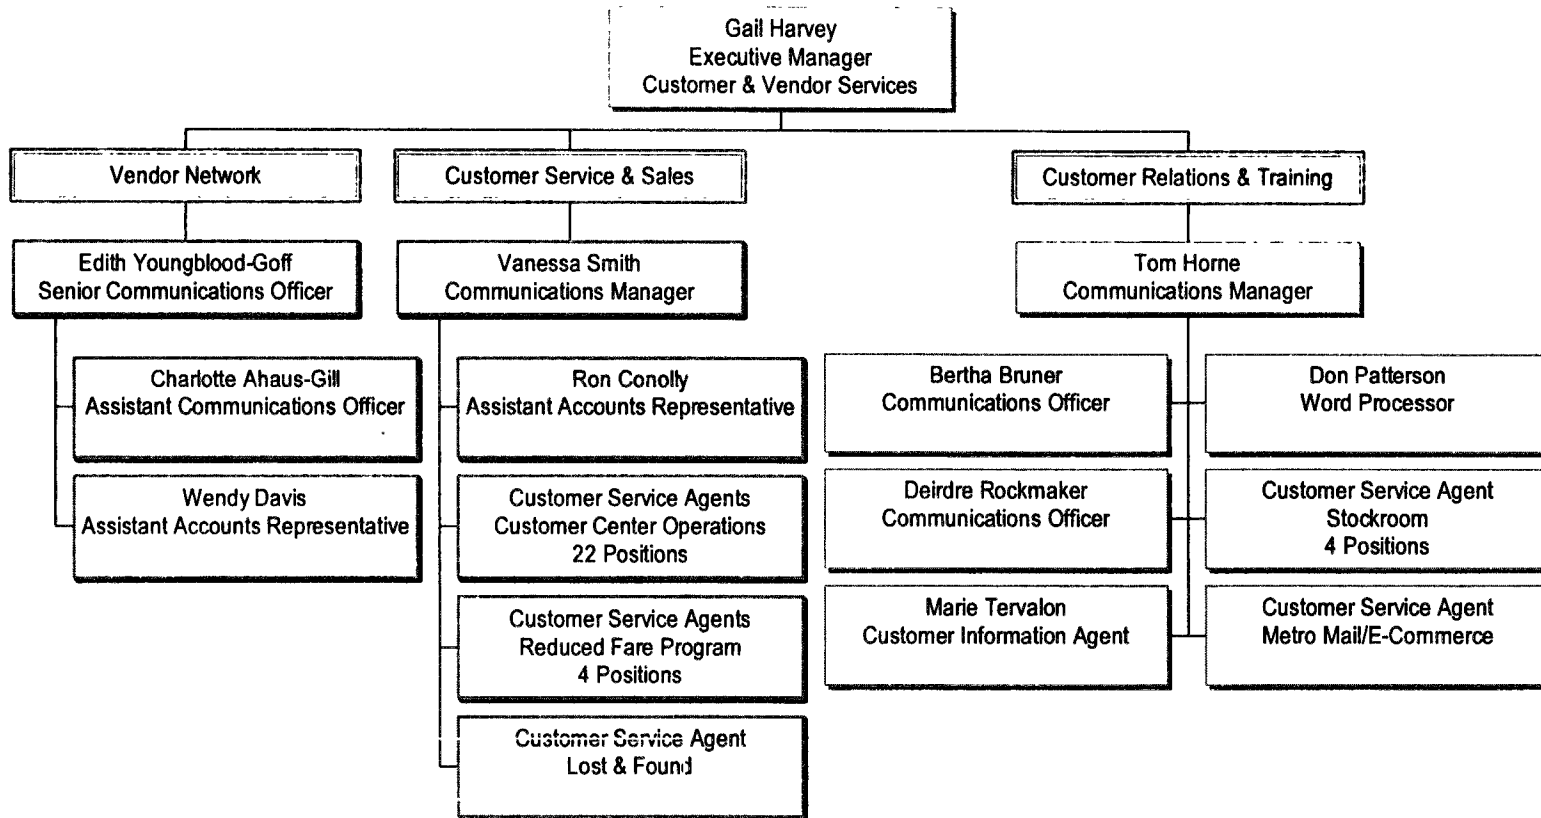 Gail Harvey
Executive Manager
Customer & Vendor Services
Vendor Network
Customer Service & Sales
Customer Relations & Training
Edith Youngblood-Goff
Senior Communications Officer
Vanessa Smith
Communications Manager
Tom Horne
Communications Manager
Charlotte Ahaus-Gill
Assistant Communications Officer
Wendy Davis
Assistant Accounts Representative
Ron Conolly
Assistant Accounts Representative
Customer Service Agents
Customer Center Operations
22 Positions
Customer Service Agents
Reduced Fare Program
4 Positions
Customer Service Agent
Lost & Found
Bertha Bruner
Communications Officer
Deirdre Rockmaker
Communications Officer
Marie Tervalon
Customer Information Agent
Don Patterson
Word Processor
Customer Service Agent
Stockroom
4 Positions
Customer Service Agent
Metro Mail/E-Commerce